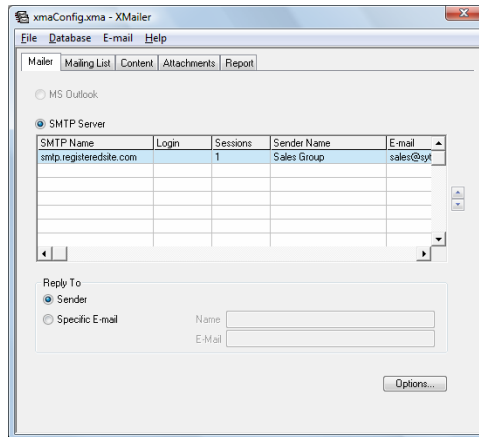 xmaConfig.xma - XMailer
File Database E-mail Help
Mailer Mailing List Content Attachments Report
MS Outlook
SMTP Server
SMTP Name Login Sessions Sender Name E-mail
smtp.registeredsite.com 1 Sales Group sales@syt
Reply To
Sender
Specific E-mail Name
E-Mail
Options...